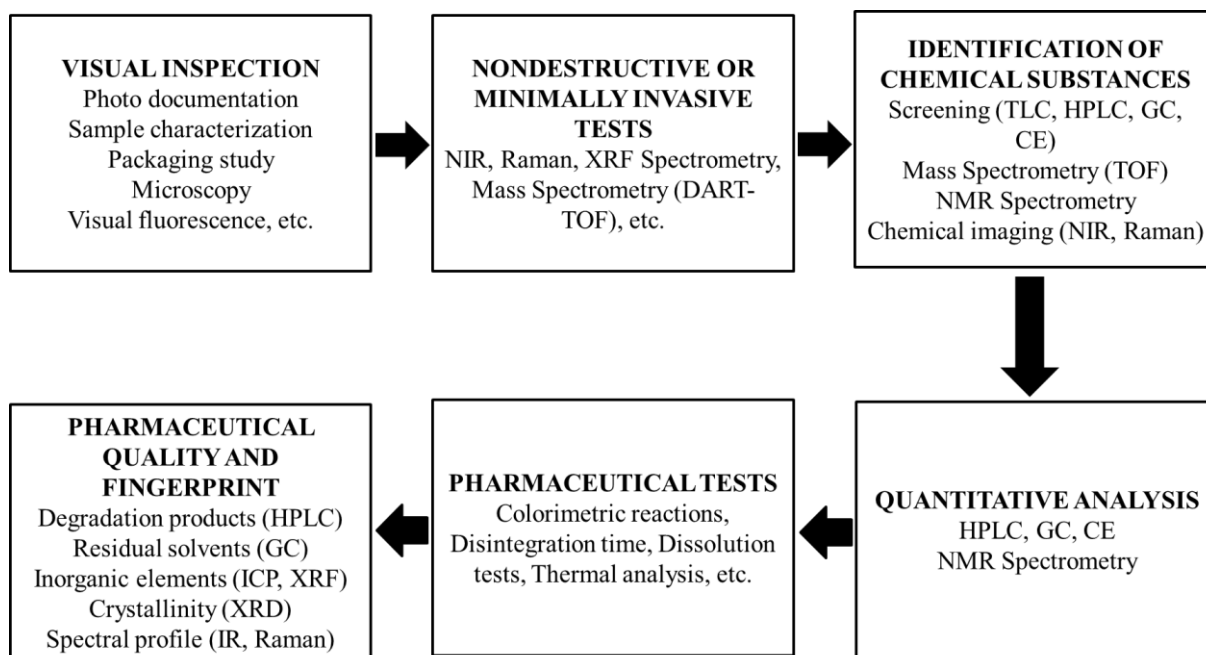 VISUAL INSPECTION
Photo documentation
Sample characterization
Packaging study
Microscopy
Visual fluorescence, etc.
NONDESTRUCTIVE OR
MINIMALLY INVASIVE
TESTS
NIR, Raman, XRF Spectrometry,
Mass Spectrometry (DART-
TOF), etc.
IDENTIFICATION OF
CHEMICAL SUBSTANCES
Screening (TLC, HPLC, GC,
CE)
Mass Spectrometry (TOF)
NMR Spectrometry
Chemical imaging (NIR, Raman)
QUANTITATIVE ANALYSIS
HPLC, GC, CE
NMR Spectrometry
PHARMACEUTICAL TESTS
Colorimetric reactions,
Disintegration time, Dissolution
tests, Thermal analysis, etc.
PHARMACEUTICAL
QUALITY AND
FINGERPRINT
Degradation products (HPLC)
Residual solvents (GC)
Inorganic elements (ICP, XRF)
Crystallinity (XRD)
Spectral profile (IR, Raman)